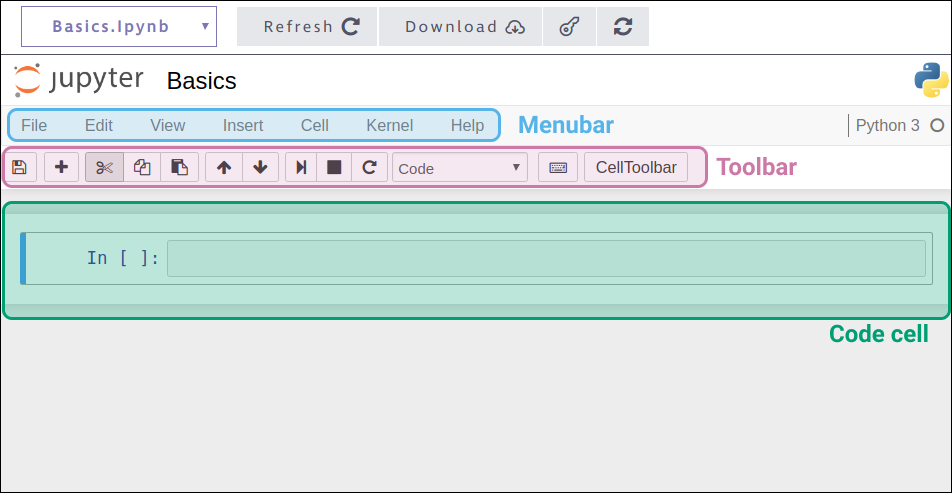 Basics.Ipynb Refresh Download
jupyter Basics
File Edit View Insert Cell Kernel Help Menubar Python 3
Code CellToolbar Toolbar
In [ ]:
Code cell